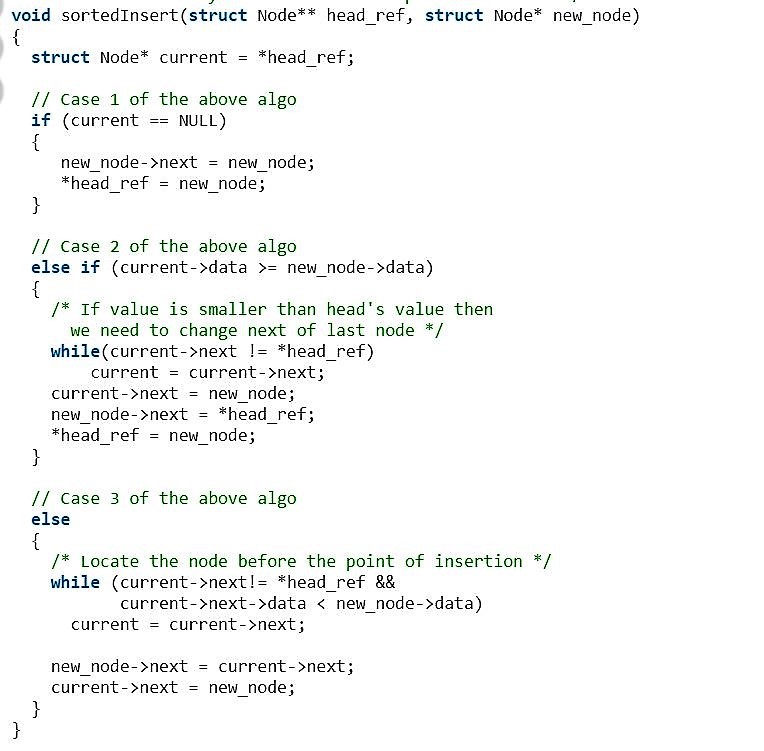 void sortedInsert(struct Node** head_ref, struct Node* new_node)
{
  struct Node* current = *head_ref;
  // Case 1 of the above algo
  if (current == NULL)
  {
     new_node->next = new_node;
     *head_ref = new_node;
  }
  // Case 2 of the above algo
  else if (current->data >= new_node->data)
  {
    /* If value is smaller than head's value then
      we need to change next of last node */
    while(current->next != *head_ref)
        current = current->next;
    current->next = new_node;
    new_node->next = *head_ref;
    *head_ref = new_node;
  }
  // Case 3 of the above algo
  else
  {
    /* Locate the node before the point of insertion */
    while (current->next!= *head_ref &&
           current->next->data < new_node->data)
      current = current->next;
    new_node->next = current->next;
    current->next = new_node;
  }
}